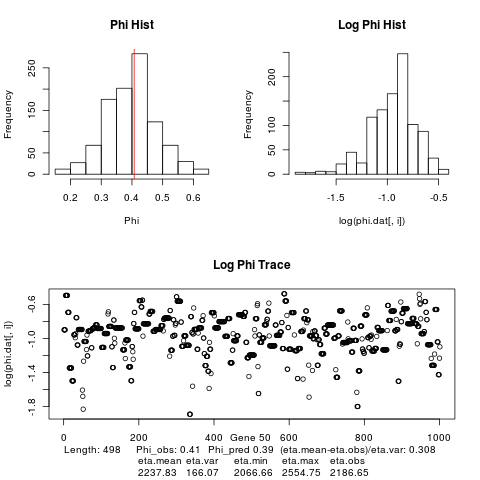 Phi Hist
Log Phi Hist
Frequency
0 50 150 250
0.2 0.3 0.4 0.5 0.6
Phi
Frequency
0 50 100 200
-1.5 -1.0 -0.5
log(phi.dat[, i])
Log Phi Trace
log(phi.dat[, i])
-1.8 -1.4 -1.0 -0.6
0 200 400 600 800 1000
Gene 50
Length: 498 Phi_obs: 0.41 Phi_pred 0.39 (eta.mean-eta.obs)/eta.var: 0.308
eta.mean eta.var eta.min eta.max eta.obs
2237.83 166.07 2066.66 2554.75 2186.65